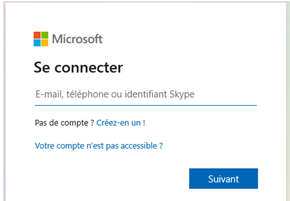 Microsoft
Se connecter
E-mail, téléphone ou identifiant Skype
Pas de compte ? Créez-en un !
Votre compte n'est pas accessible ?
Suivant